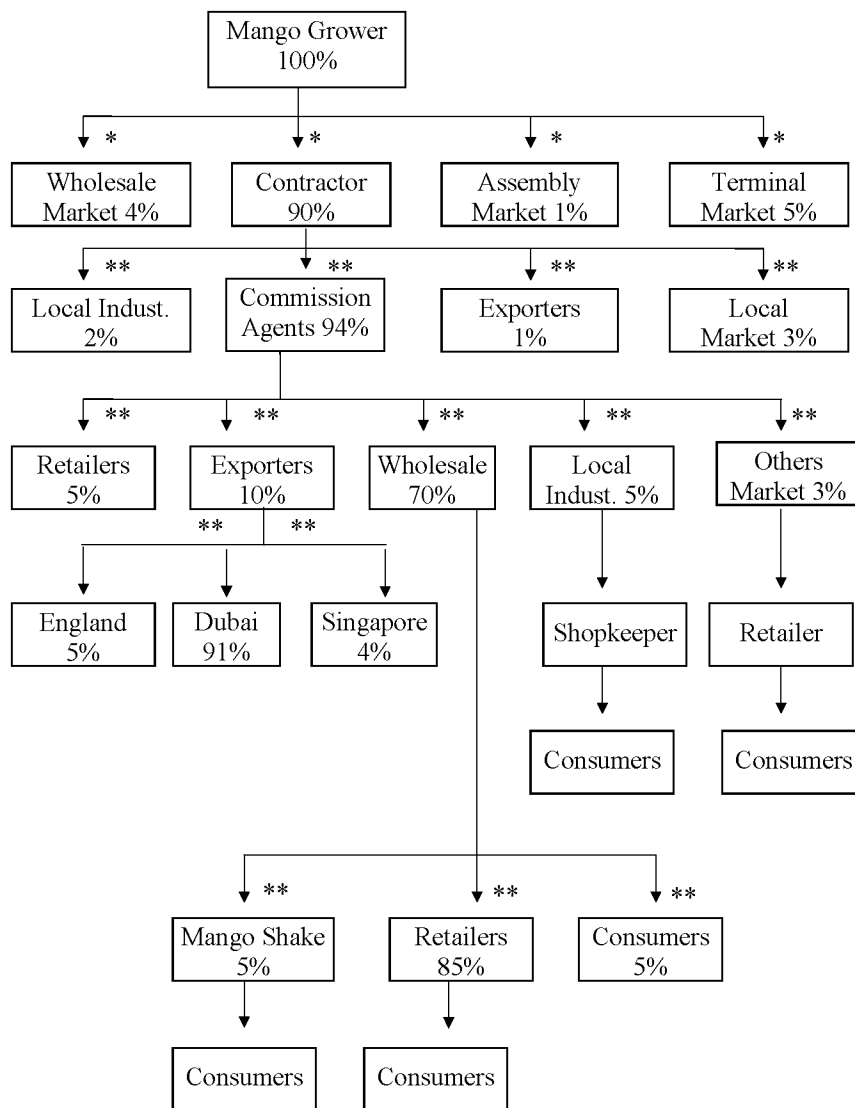 Mango Grower
100%
* * * *
Wholesale
Market 4%
Contractor
90%
Assembly
Market 1%
Terminal
Market 5%
** ** ** **
Local Indust.
2%
Commission
Agents 94%
Exporters
1%
Local
Market 3%
** ** ** ** **
Retailers
5%
Exporters
10%
Wholesale
70%
Local
Indust. 5%
Others
Market 3%
** **
England
5%
Dubai
91%
Singapore
4%
Shopkeeper
Retailer
Consumers
Consumers
** ** **
Mango Shake
5%
Retailers
85%
Consumers
5%
Consumers
Consumers